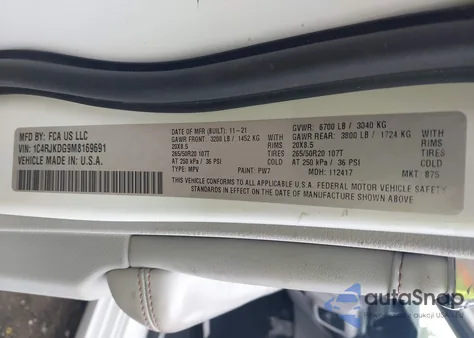 MFD BY: FCA US LLC
VIN: 1C4RJKDG9M8169691
VEHICLE MADE IN U.S.A.
DATE OF MFR (BUILT): 11-21
GAWR FRONT: 3200 LB / 1452 KG WITH
20X8.5 RIMS
265/50R20 107T
AT 250 kPa / 36 PSI COLD
TYPE: MPV PAINT: PW7
GVWR: 6700 LB / 3040 KG
GAWR REAR: 3800 LB / 1724 KG WITH
20X8.5 RIMS
265/50R20 107T
AT 250 kPa / 36 PSI COLD
MDH: 112417 MKT: 875
THIS VEHICLE CONFORMS TO ALL APPLICABLE U.S.A. FEDERAL MOTOR VEHICLE SAFETY
STANDARDS IN EFFECT ON THE DATE OF MANUFACTURE SHOWN ABOVE
autoSnap